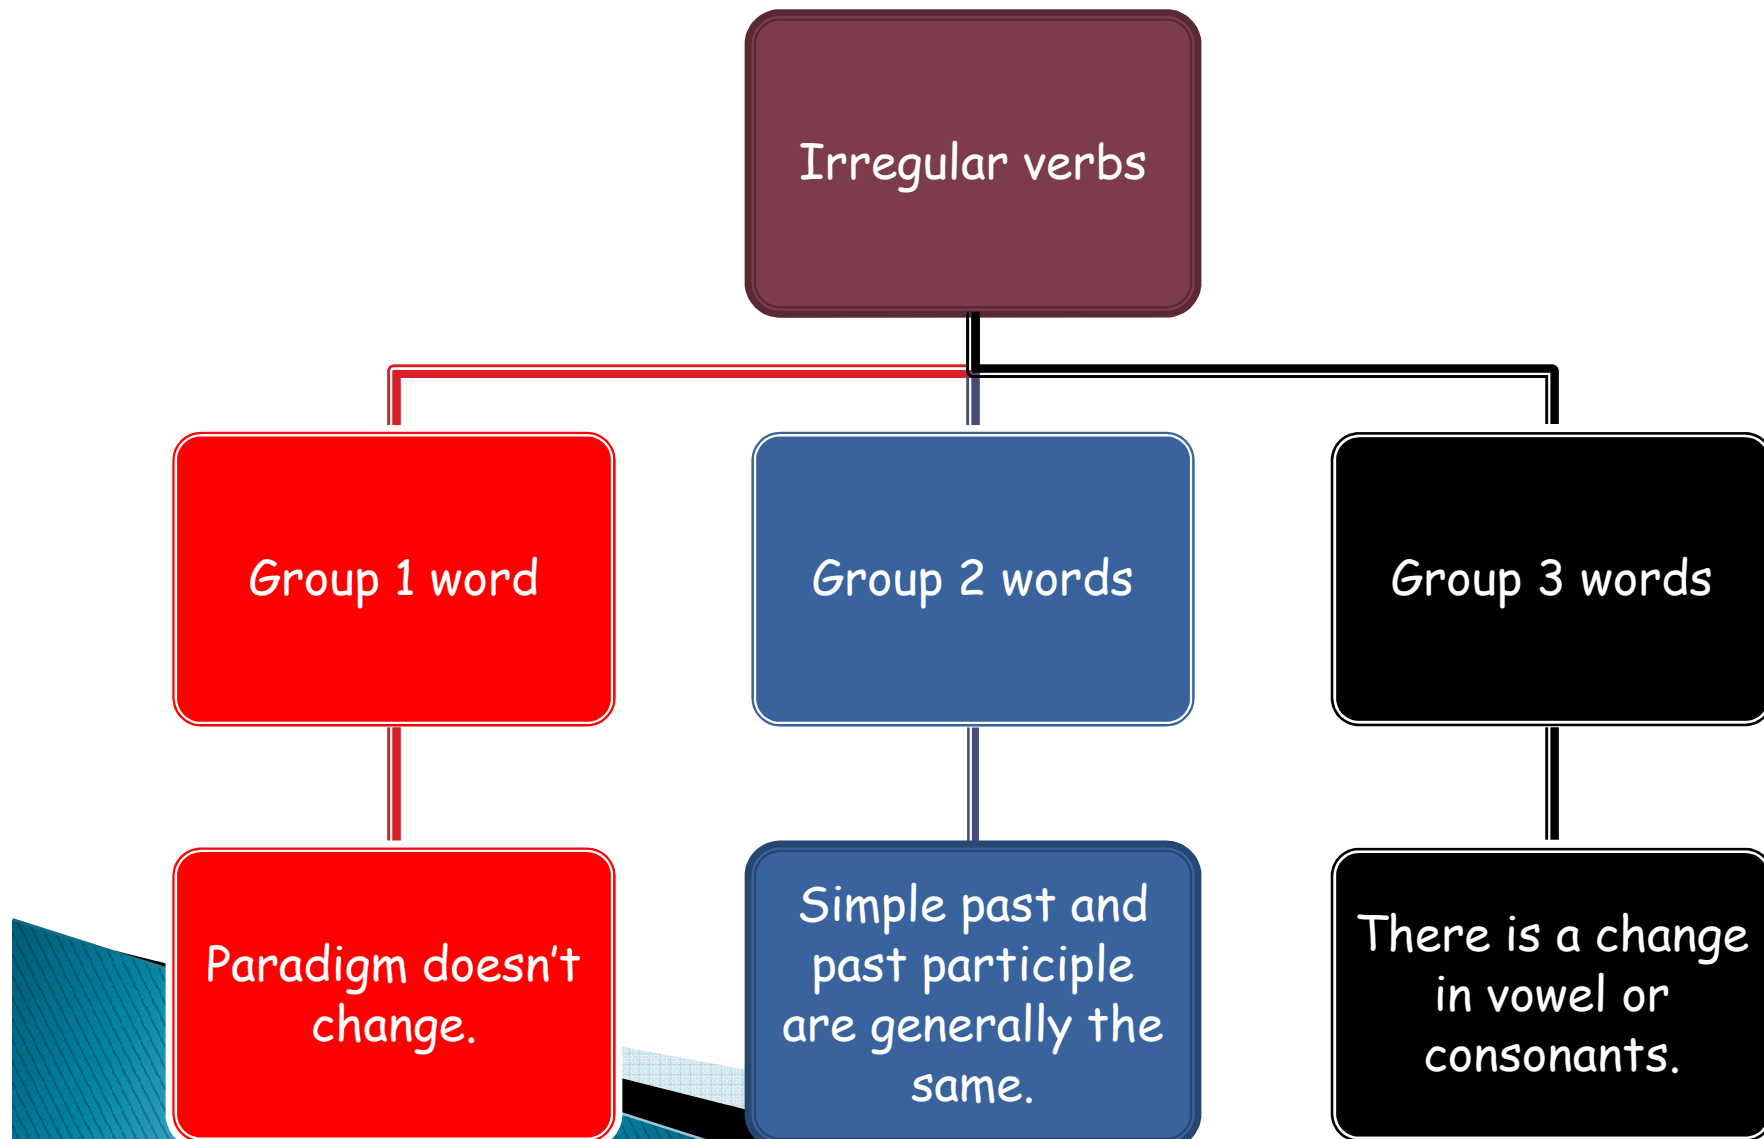 Irregular verbs
Group 1 word
Group 2 words
Group 3 words
Paradigm doesn’t
change.
Simple past and
past participle
are generally the
same.
There is a change
in vowel or
consonants.